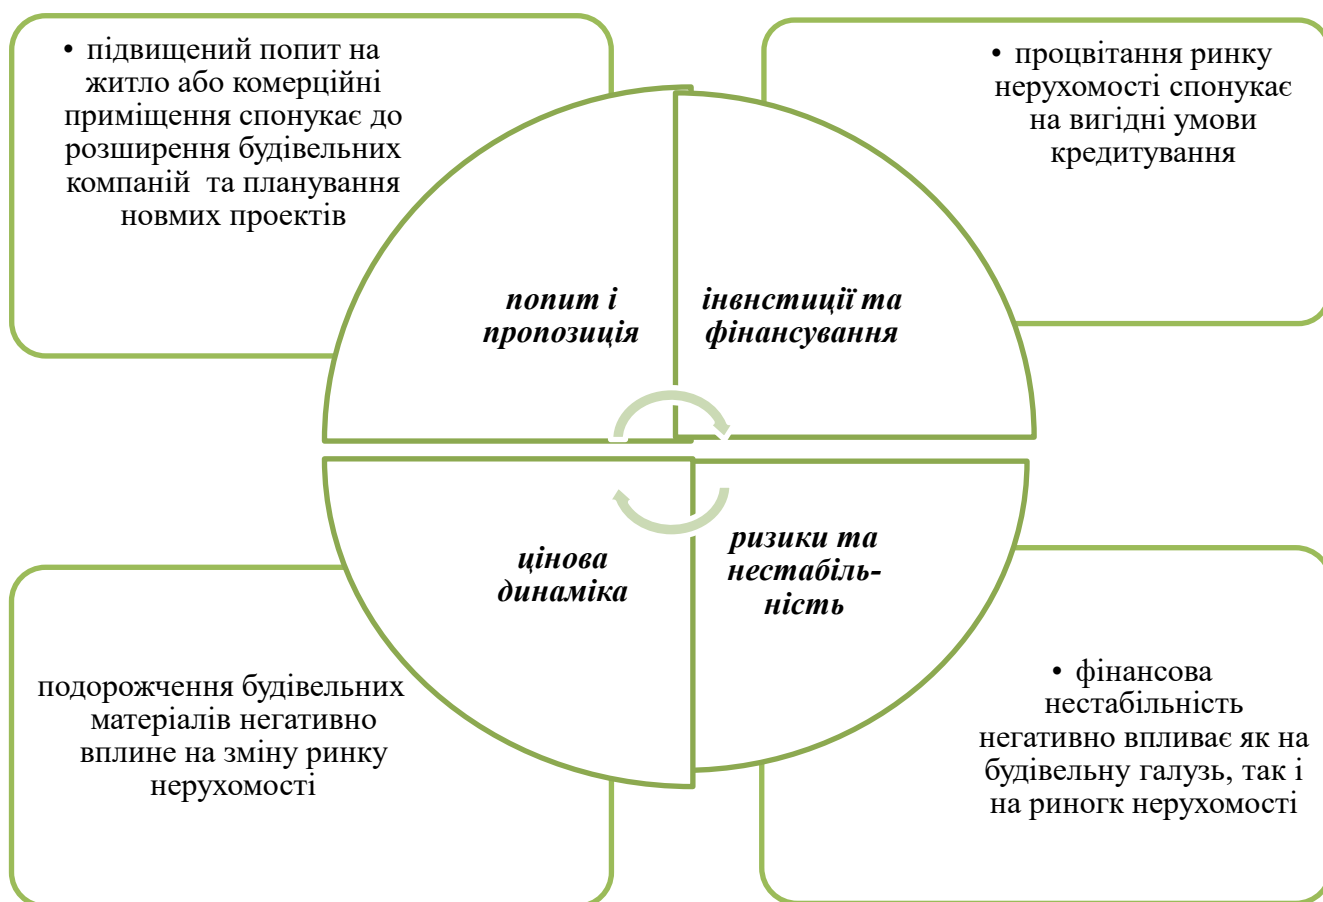 • підвищений попит на
житло або комерційні
приміщення спонукає до
розширення будівельних
компаній та планування
новмих проектів
• процвітання ринку
нерухомості спонукає
на вигідні умови
кредитування
попит і
пропозиція
інвнстиції та
фінансування
цінова
динаміка
ризики та
нестабіль-
ність
подорожчення будівельних
матеріалів негативно
вплине на зміну ринку
нерухомості
• фінансова
нестабільність
негативно впливає як на
будівельну галузь, так і
на риногк нерухомості